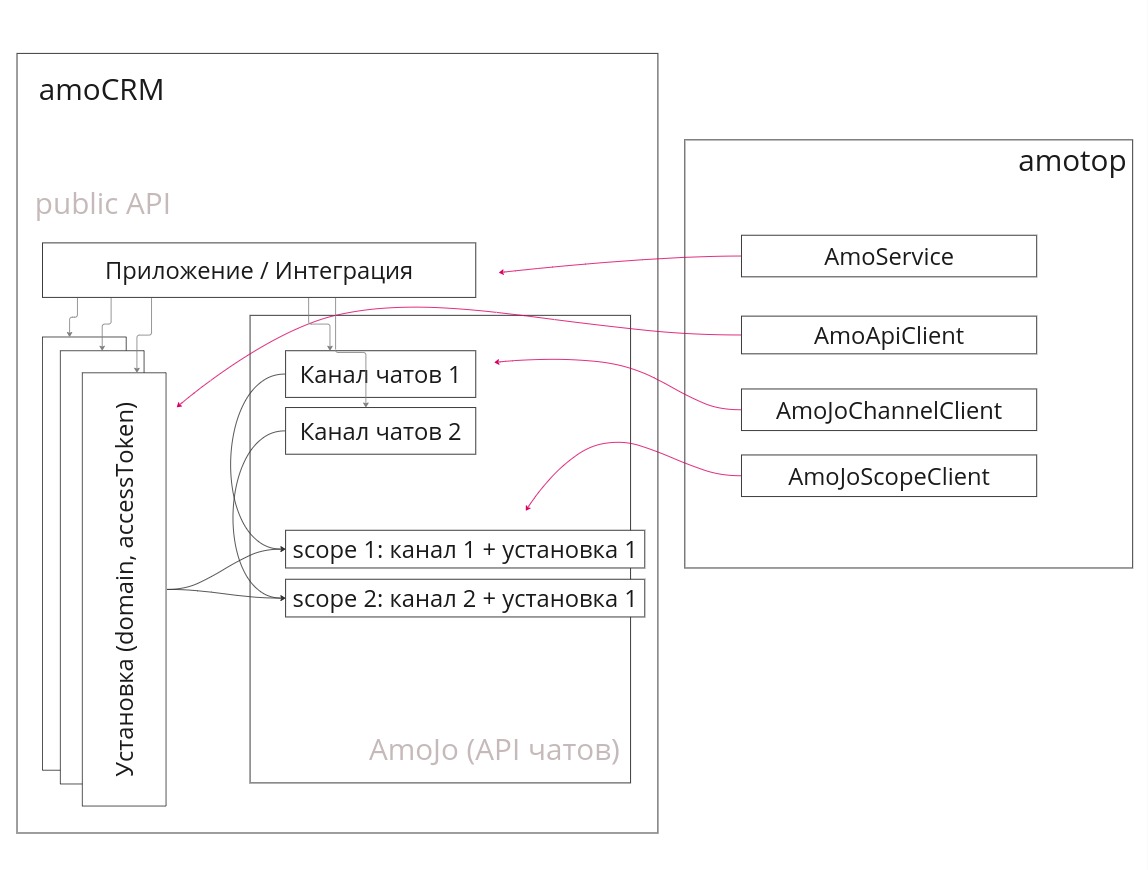 amoCRM
public API
Приложение / Интеграция
Установка (domain, accessToken)
Канал чатов 1
Канал чатов 2
scope 1: канал 1 + установка 1
scope 2: канал 2 + установка 1
AmoJo (API чатов)
amotop
AmoService
AmoApiClient
AmoJoChannelClient
AmoJoScopeClient